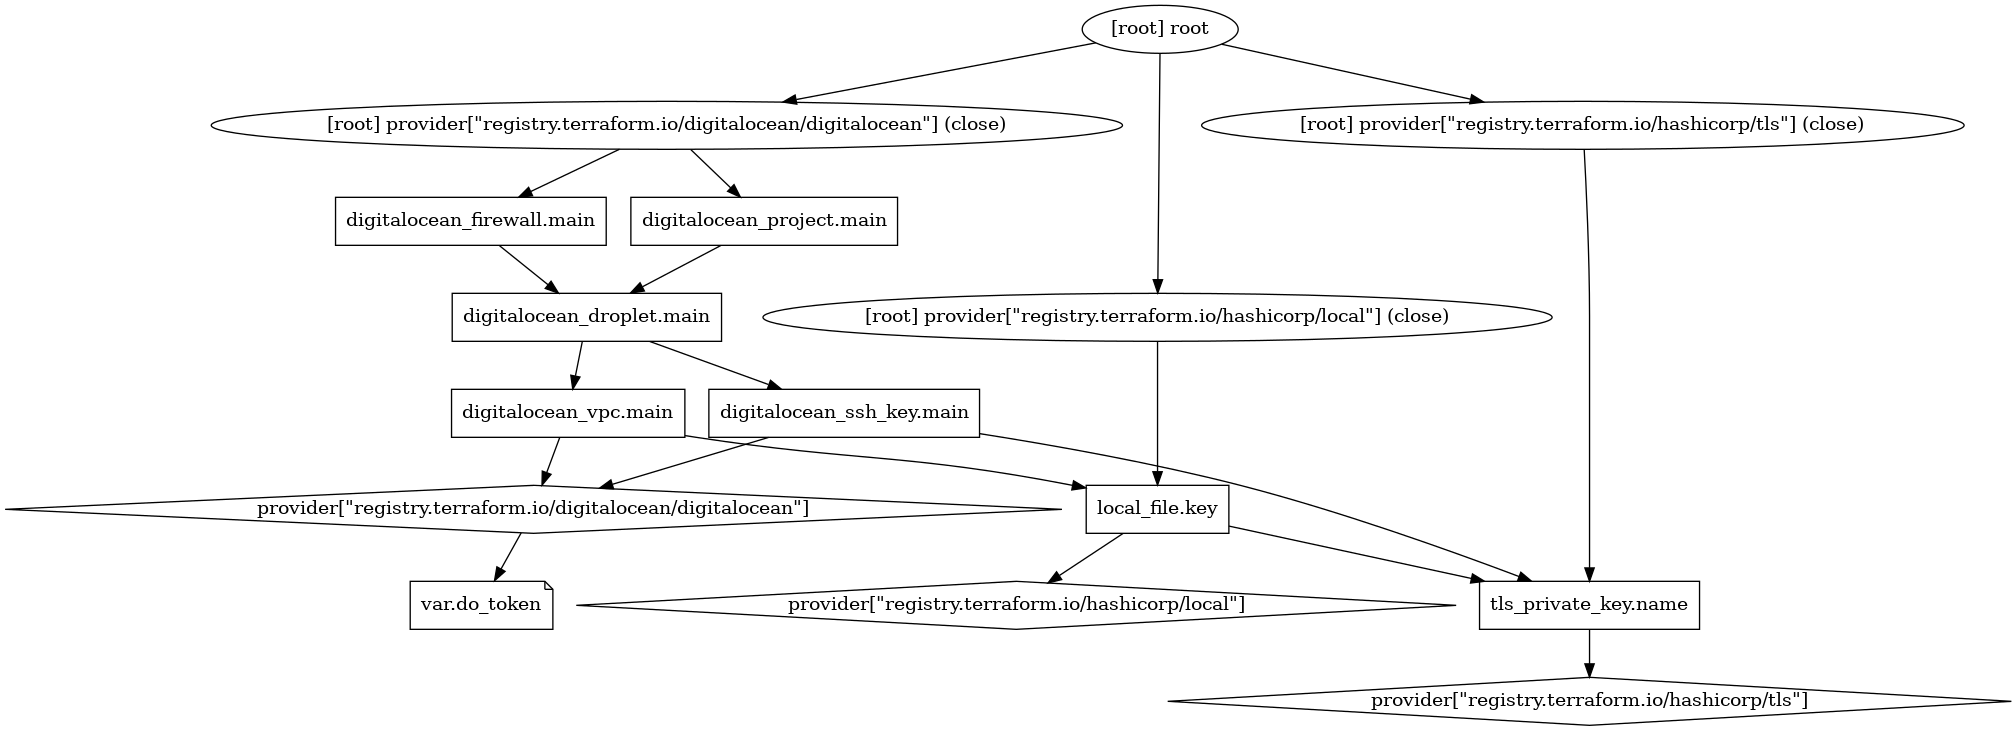 [root] root
[root] provider["registry.terraform.io/digitalocean/digitalocean"] (close)
[root] provider["registry.terraform.io/hashicorp/tls"] (close)
digitalocean_firewall.main
digitalocean_project.main
digitalocean_droplet.main
[root] provider["registry.terraform.io/hashicorp/local"] (close)
digitalocean_vpc.main
digitalocean_ssh_key.main
provider["registry.terraform.io/digitalocean/digitalocean"]
local_file.key
var.do_token
provider["registry.terraform.io/hashicorp/local"]
tls_private_key.name
provider["registry.terraform.io/hashicorp/tls"]